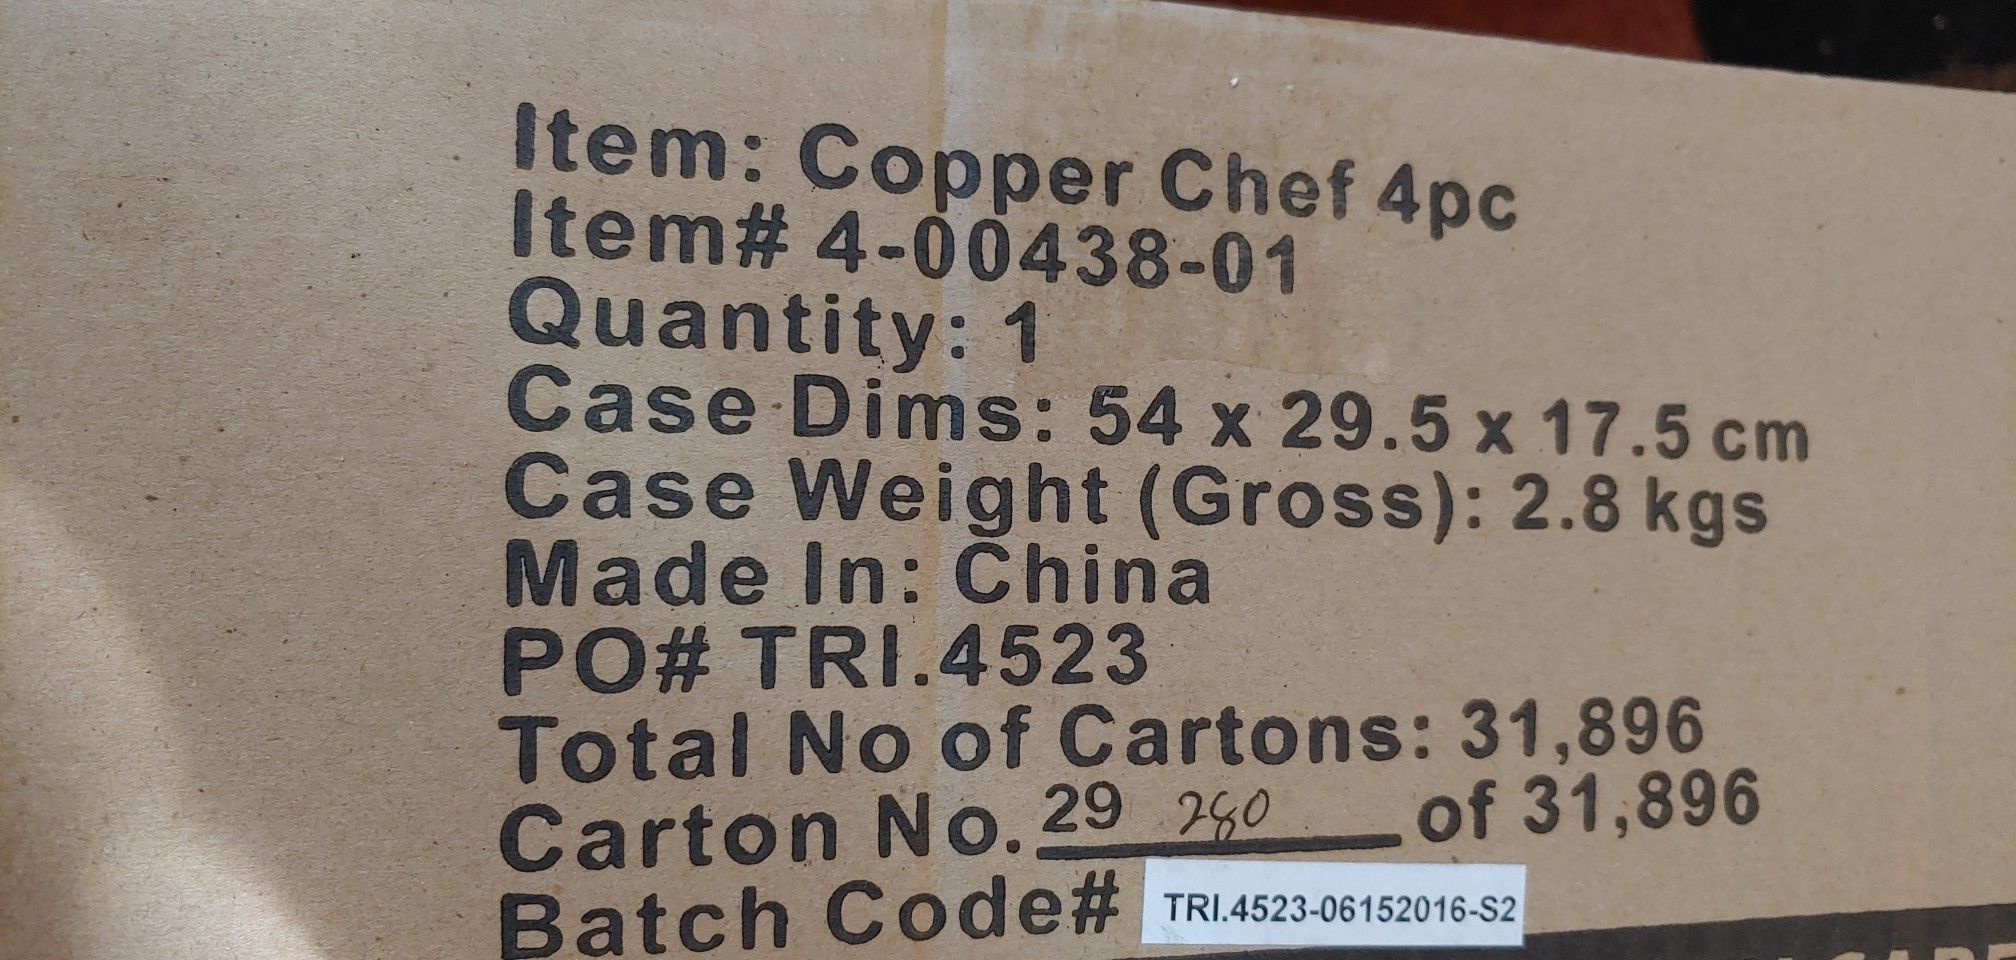 Item: Copper Chef 4pc
Item# 4-00438-01
Quantity: 1
Case Dims: 54 x 29.5 x 17.5 cm
Case Weight (Gross): 2.8 kgs
Made In: China
PO# TRI.4523
Total No of Cartons: 31,896
Carton No. 29 280 of 31,896
Batch Code# TRI.4523-06152016-S2